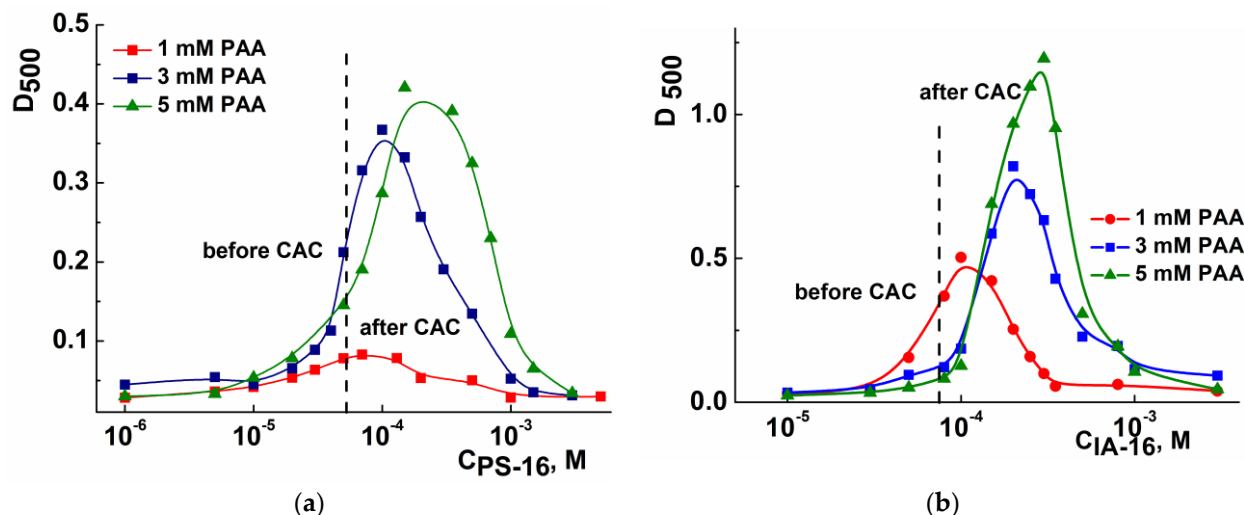 0.5
0.4
0.3
0.2
0.1
D500
1 mM PAA
3 mM PAA
5 mM PAA
before CAC
after CAC
10-6
10-5
10-4
10-3
CPS-16, M
(a)
1.0
0.5
0.0
D 500
after CAC
before CAC
1 mM PAA
3 mM PAA
5 mM PAA
10-5
10-4
10-3
CIA-16, M
(b)